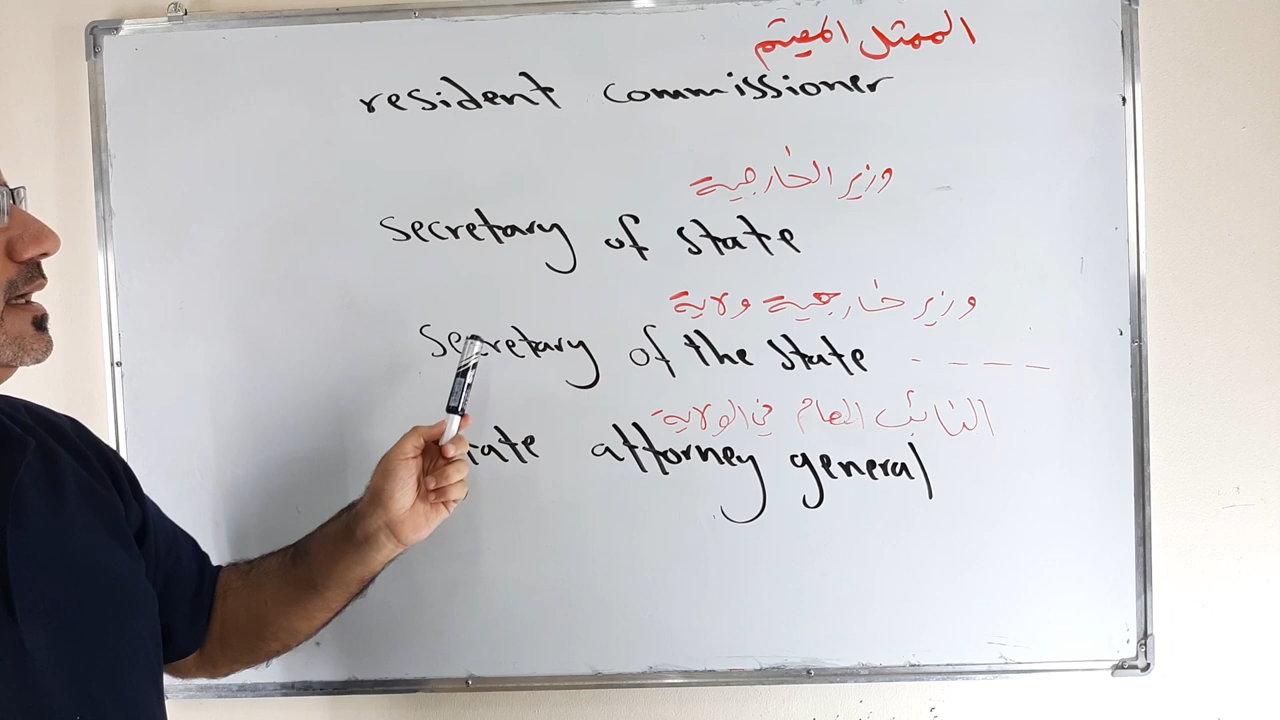 الممثل المقيم
resident commissioner
وزير الخارجية
secretary of state
وزير خارجية ولاية
secretary of the state - - - -
النائب العام في الولاية
attorney general